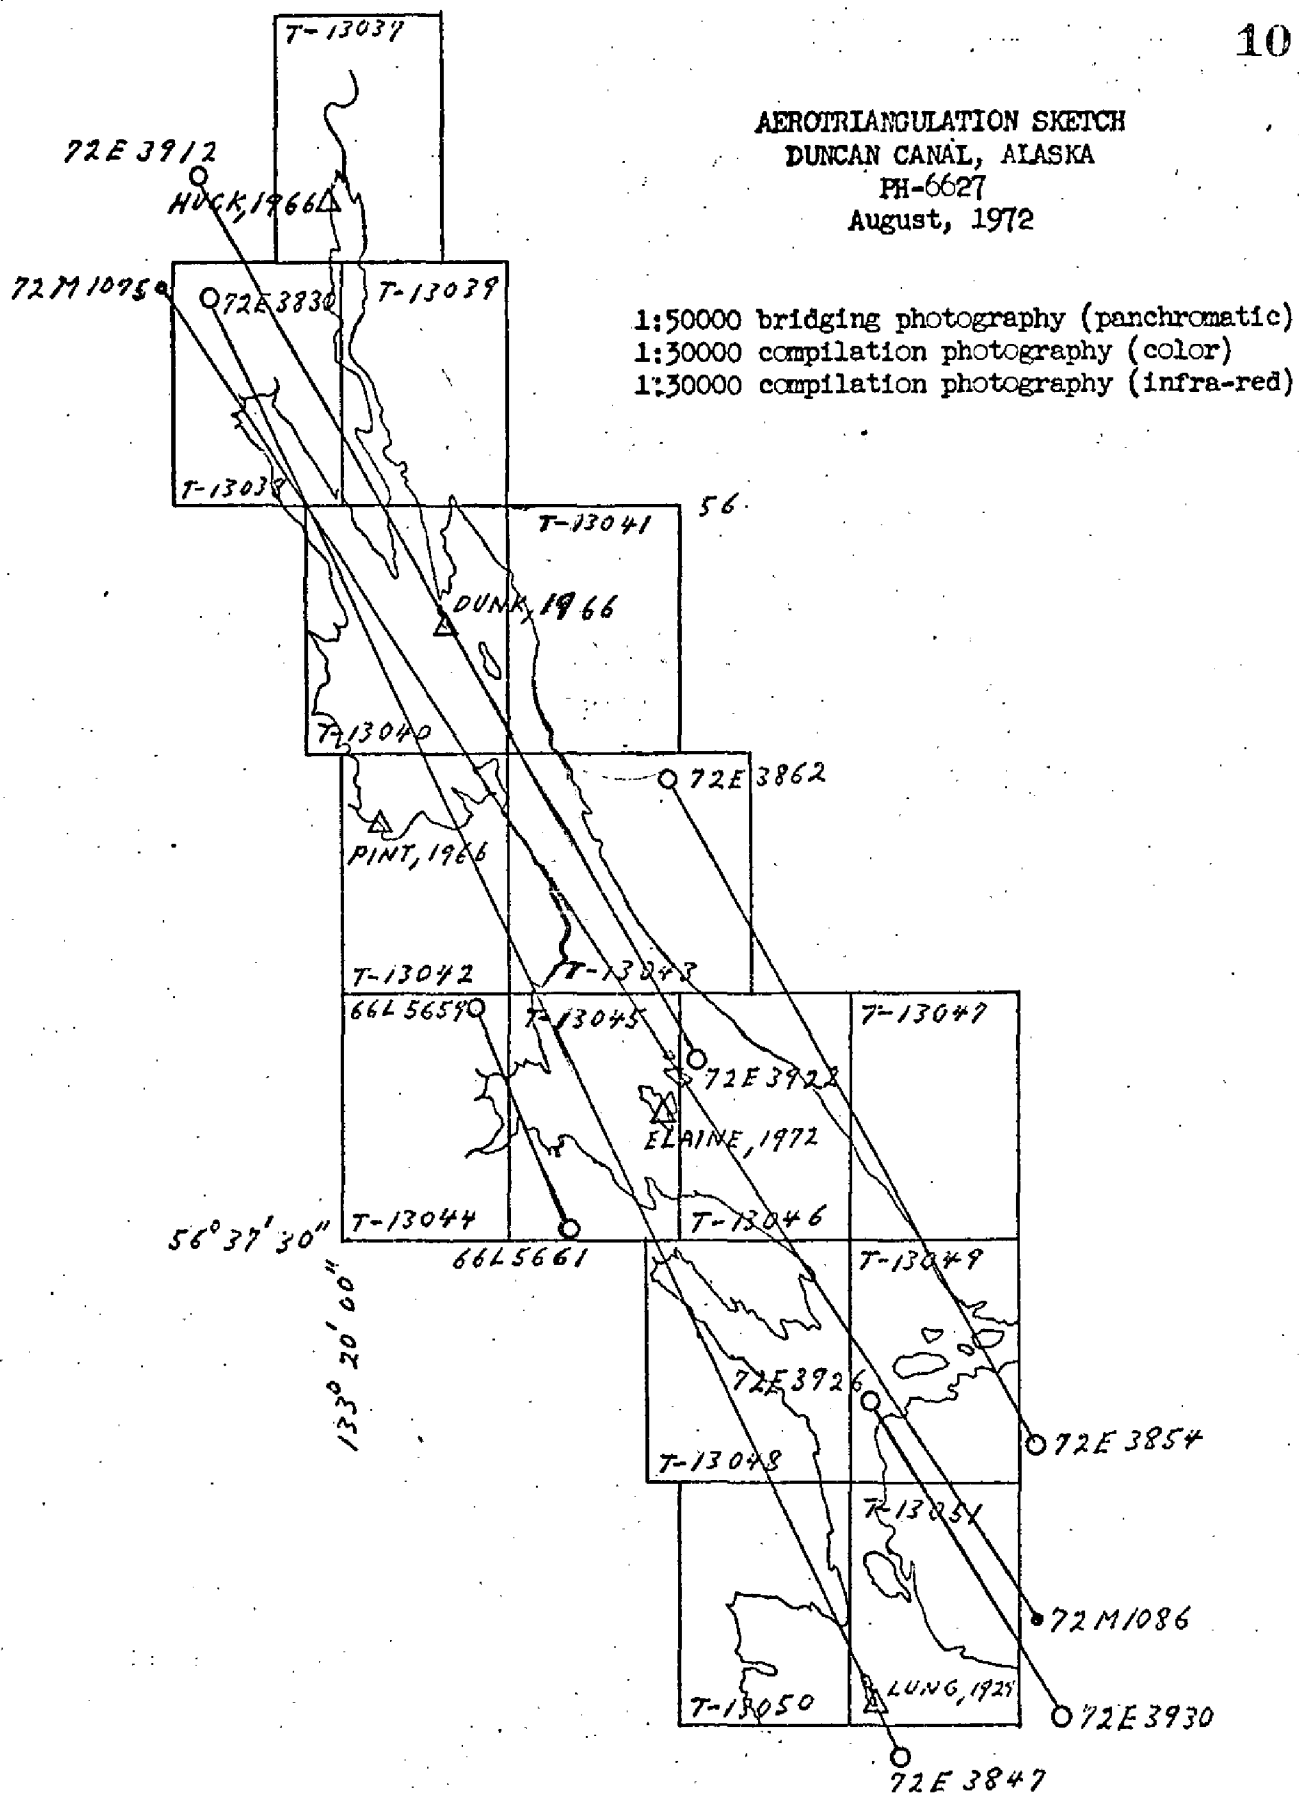 10
T-13037
AEROTRIANGULATION SKETCH
DUNCAN CANAL, ALASKA
PH-6627
August, 1972
72E 3912
HUCK, 1966
72M 1075
72E 3830
T-13039
1:50000 bridging photography (panchromatic)
1:30000 compilation photography (color)
1:30000 compilation photography (infra-red)
T-13038
56
T-13041
DUNK, 1966
T-13040
72E 3862
PINT, 1966
T-13042
T-13043
66L 5659
T-13045
T-13047
72E 3922
ELAINE, 1972
T-13044
T-13046
56° 37' 30"
66L 5661
T-13049
133° 20' 00"
72E 3926
72E 3854
T-13048
T-13051
72M 1086
T-13050
LUNG, 1929
72E 3930
72E 3847